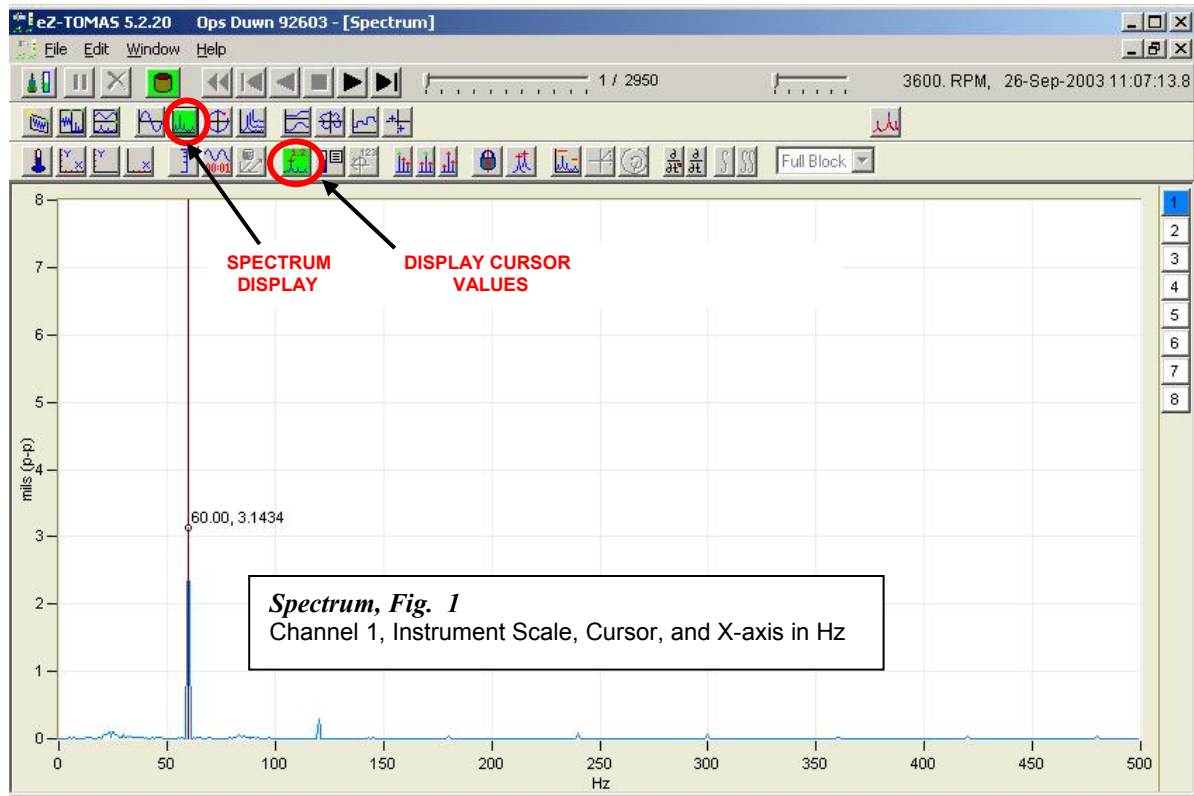 eZ-TOMAS 5.2.20 Ops Duwn 92603 - [Spectrum]
File Edit Window Help
1 / 2950
3600. RPM, 26-Sep-2003 11:07:13.8
Full Block
SPECTRUM
DISPLAY
DISPLAY CURSOR
VALUES
1
2
3
4
5
6
7
8
8
7
6
5
4
3
2
1
0
mils (p-p)
60.00, 3.1434
Spectrum, Fig. 1
Channel 1, Instrument Scale, Cursor, and X-axis in Hz
0 50 100 150 200 250 300 350 400 450 500
Hz